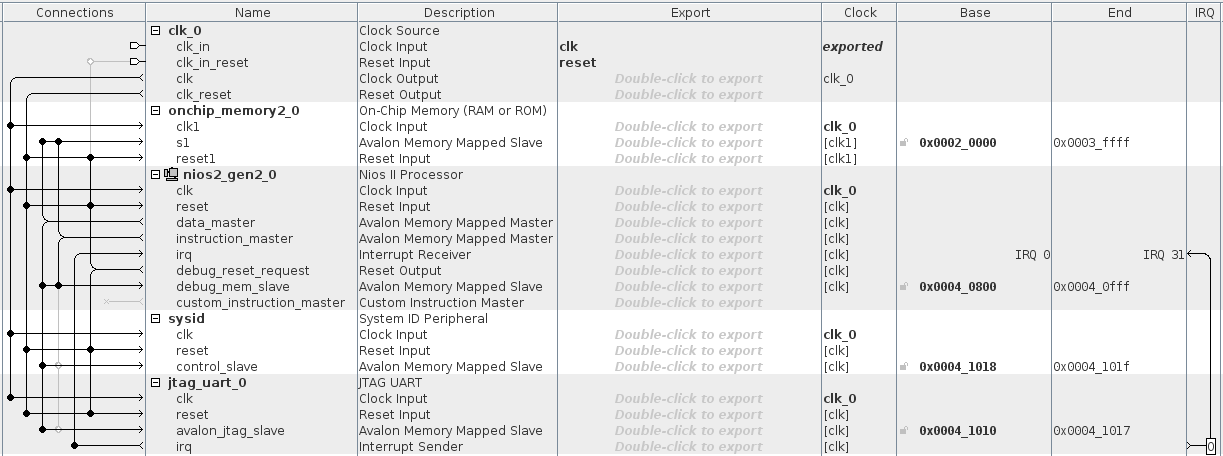 Connections Name Description Export Clock Base End IRQ
clk_0 Clock Source
clk_in Clock Input clk exported
clk_in_reset Reset Input reset
clk Clock Output Double-click to export clk_0
clk_reset Reset Output Double-click to export
onchip_memory2_0 On-Chip Memory (RAM or ROM)
clk1 Clock Input Double-click to export clk_0
s1 Avalon Memory Mapped Slave Double-click to export [clk1] 0x0002_0000 0x0003_ffff
reset1 Reset Input Double-click to export [clk1]
nios2_gen2_0 Nios II Processor
clk Clock Input Double-click to export clk_0
reset Reset Input Double-click to export [clk]
data_master Avalon Memory Mapped Master Double-click to export [clk]
instruction_master Avalon Memory Mapped Master Double-click to export [clk]
irq Interrupt Receiver Double-click to export [clk] IRQ 0 IRQ 31
debug_reset_request Reset Output Double-click to export [clk]
debug_mem_slave Avalon Memory Mapped Slave Double-click to export [clk] 0x0004_0800 0x0004_0fff
custom_instruction_master Custom Instruction Master Double-click to export
sysid System ID Peripheral
clk Clock Input Double-click to export clk_0
reset Reset Input Double-click to export [clk]
control_slave Avalon Memory Mapped Slave Double-click to export [clk] 0x0004_1018 0x0004_101f
jtag_uart_0 JTAG UART
clk Clock Input Double-click to export clk_0
reset Reset Input Double-click to export [clk]
avalon_jtag_slave Avalon Memory Mapped Slave Double-click to export [clk] 0x0004_1010 0x0004_1017
irq Interrupt Sender Double-click to export [clk] 0